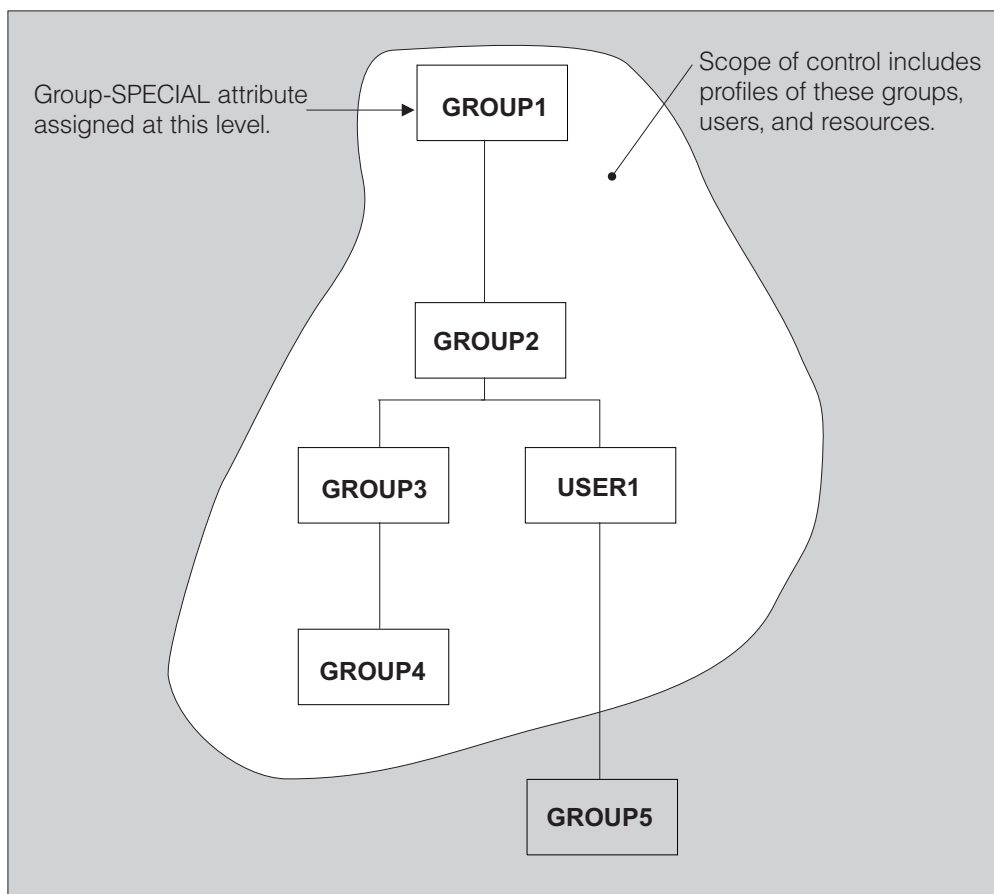 Group-SPECIAL attribute
assigned at this level.
GROUP1
Scope of control includes
profiles of these groups,
users, and resources.
GROUP2
GROUP3
USER1
GROUP4
GROUP5